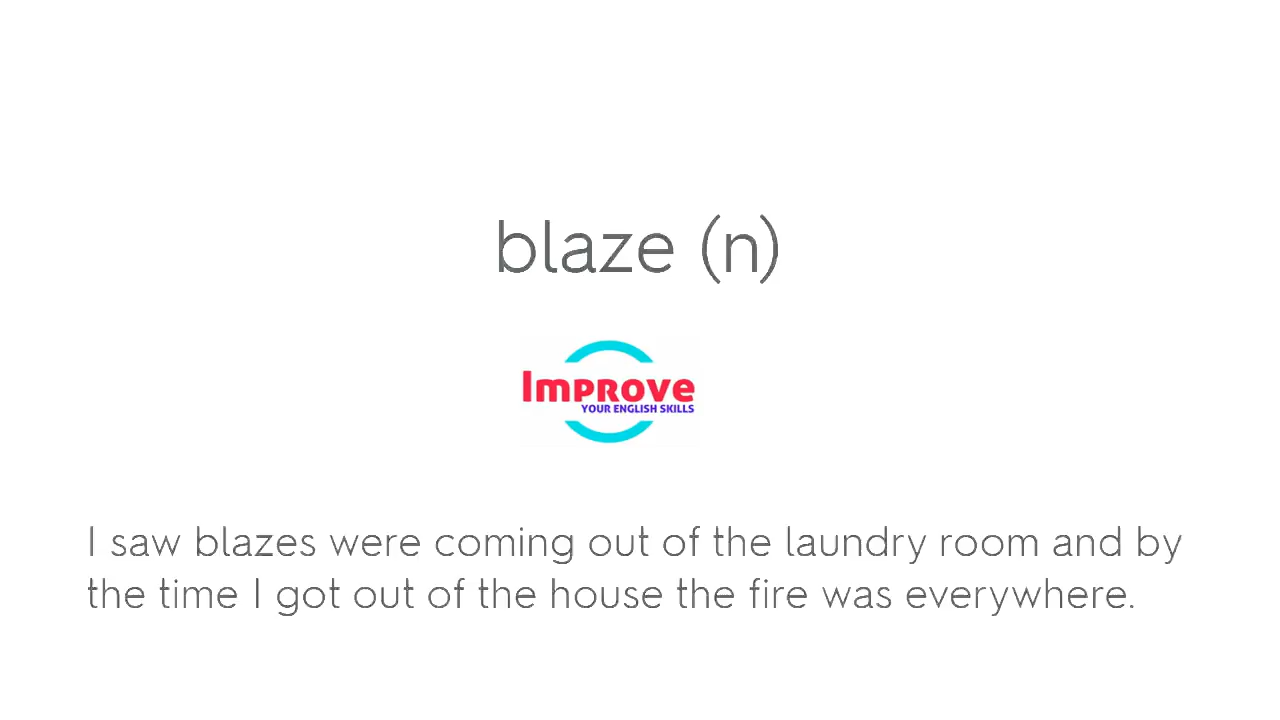 blaze (n)
Improve
YOUR ENGLISH SKILLS
I saw blazes were coming out of the laundry room and by
the time I got out of the house the fire was everywhere.